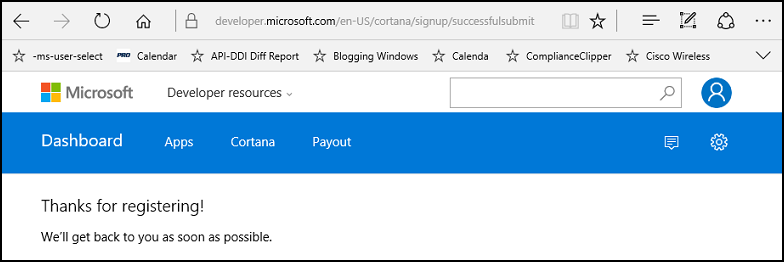 developer.microsoft.com/en-US/cortana/signup/successfulsubmit
-ms-user-select PRO Calendar API-DDI Diff Report Blogging Windows Calenda ComplianceClipper Cisco Wireless
Microsoft Developer resources
Dashboard Apps Cortana Payout
Thanks for registering!
We'll get back to you as soon as possible.